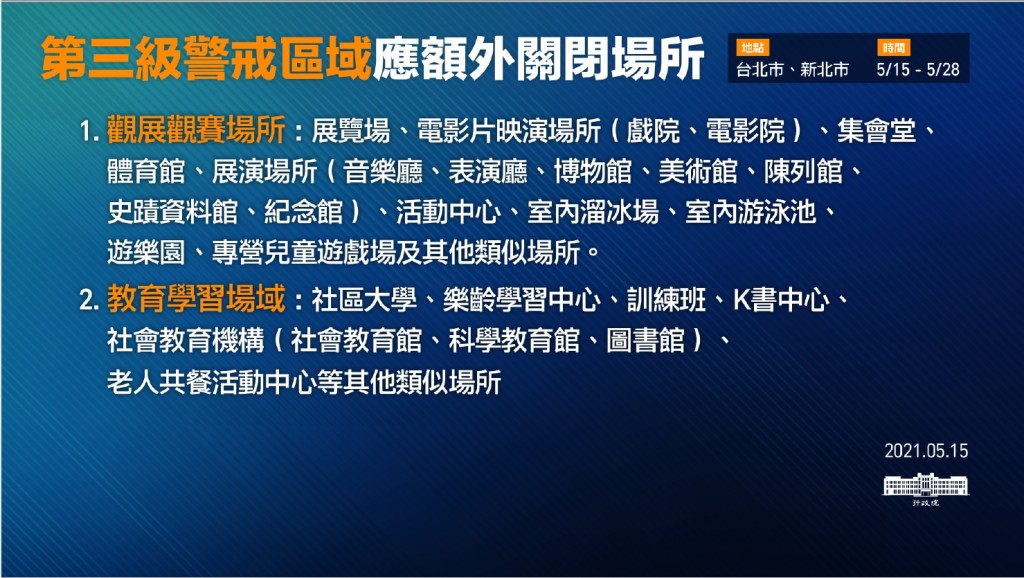 第三級警戒區域應額外關閉場所
地點
時間
台北市、新北市
5/15 - 5/28
1. 觀展觀賽場所：展覽場、電影片映演場所（戲院、電影院）、集會堂、
體育館、展演場所（音樂廳、表演廳、博物館、美術館、陳列館、
史蹟資料館、紀念館）、活動中心、室內溜冰場、室內游泳池、
遊樂園、專營兒童遊戲場及其他類似場所。
2. 教育學習場域：社區大學、樂齡學習中心、訓練班、K書中心、
社會教育機構（社會教育館、科學教育館、圖書館）、
老人共餐活動中心等其他類似場所
2021.05.15
行政院